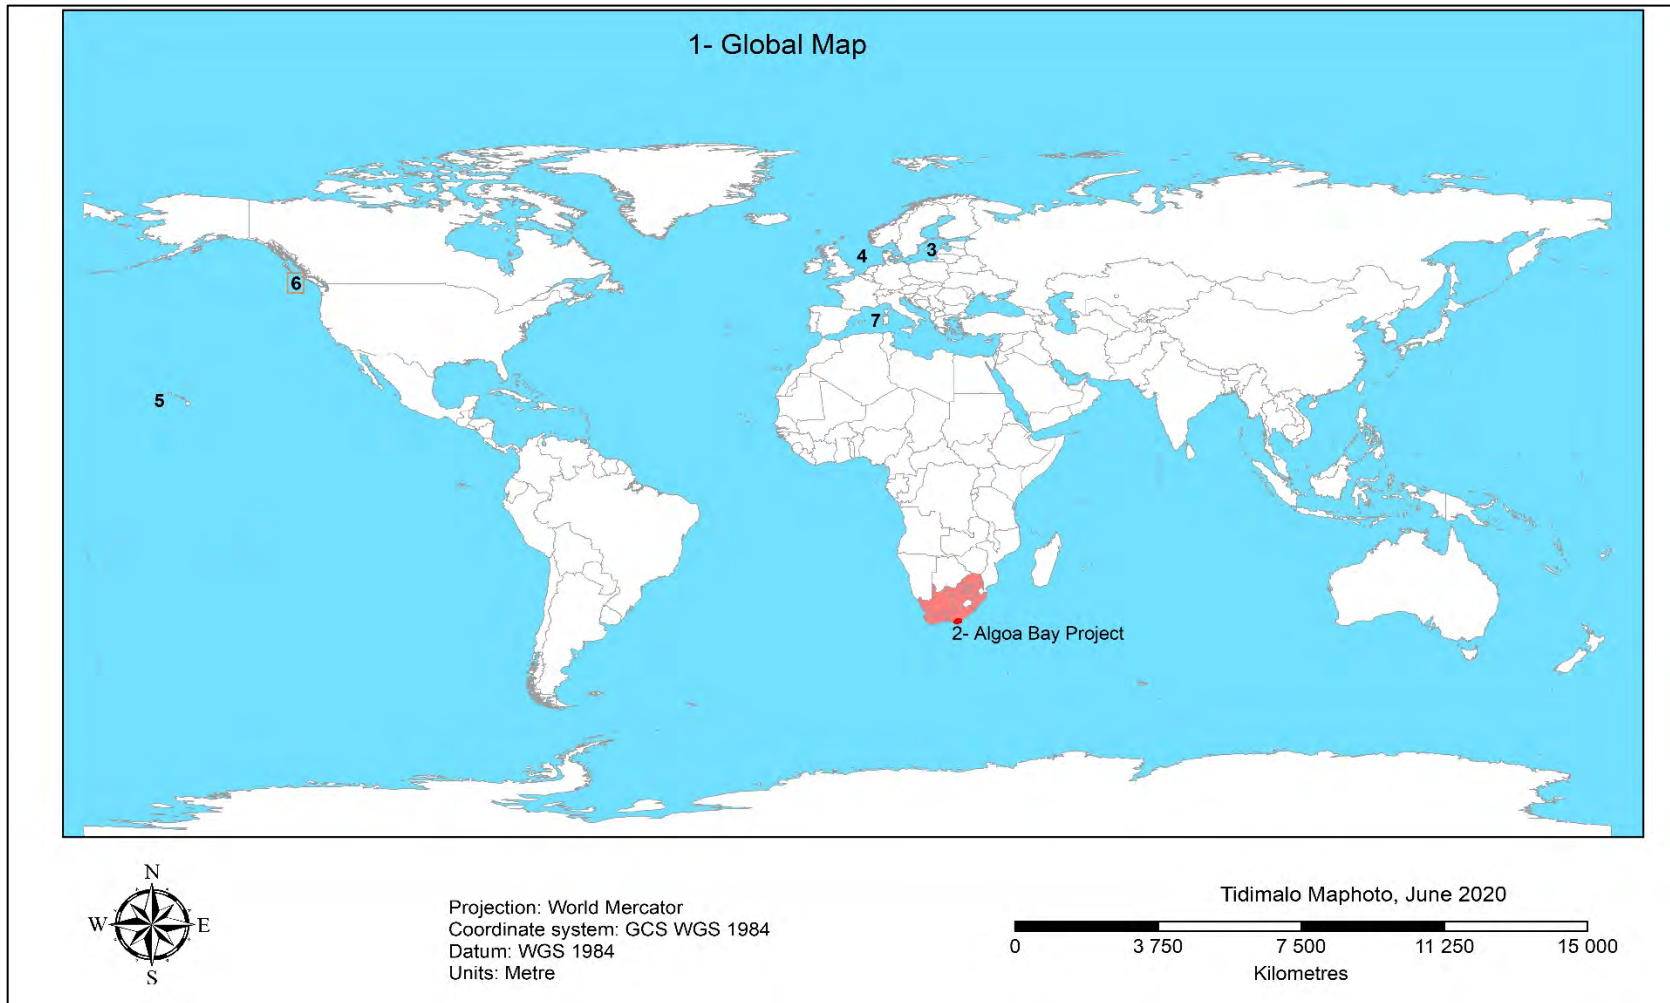 1- Global Map
4
3
6
7
5
2- Algoa Bay Project
N
W
E
S
Projection: World Mercator
Coordinate system: GCS WGS 1984
Datum: WGS 1984
Units: Metre
Tidimalo Maphoto, June 2020
0 3 750 7 500 11 250 15 000
Kilometres